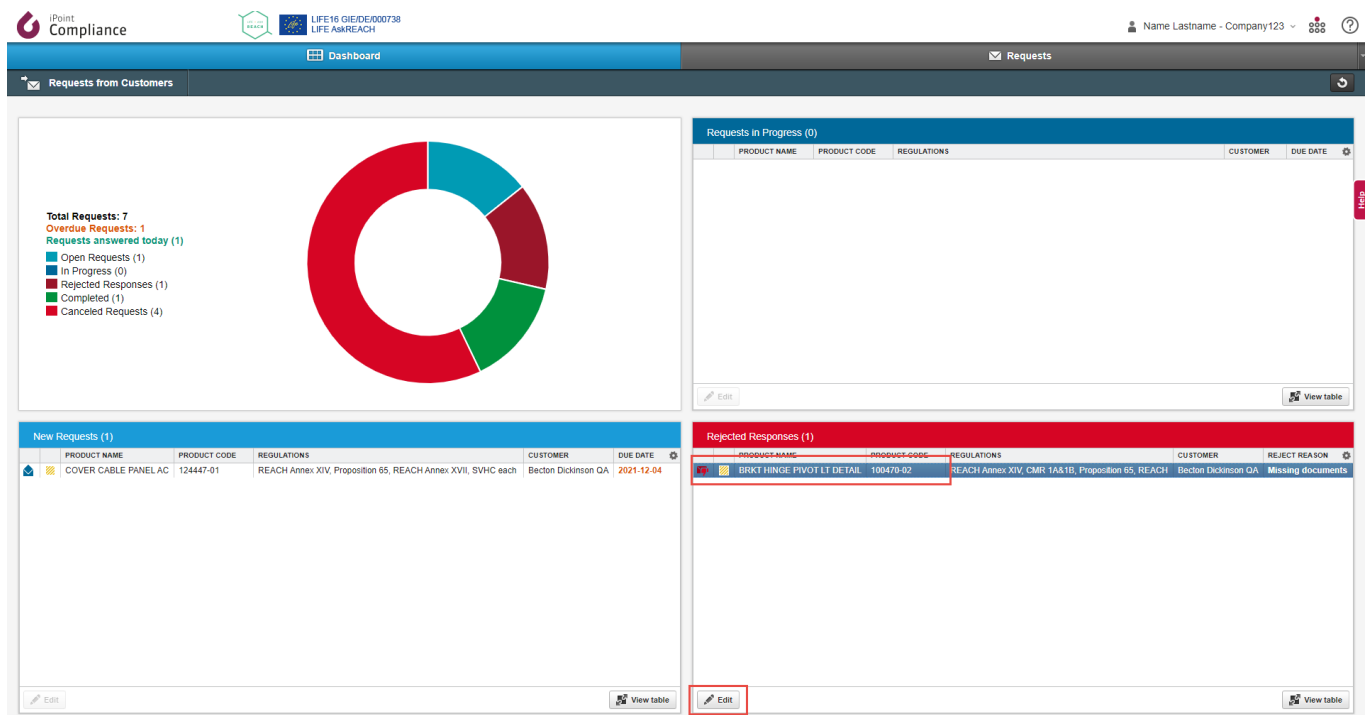 iPoint
Compliance
LIFE - ASK
REACH
LIFE16 GIE/DE/000738
LIFE AskREACH
Name Lastname - Company123
?
Dashboard
Requests
Requests from Customers
Total Requests: 7
Overdue Requests: 1
Requests answered today (1)
Open Requests (1)
In Progress (0)
Rejected Responses (1)
Completed (1)
Canceled Requests (4)
Requests in Progress (0)
PRODUCT NAME PRODUCT CODE REGULATIONS CUSTOMER DUE DATE
Edit
View table
Help
New Requests (1)
PRODUCT NAME PRODUCT CODE REGULATIONS CUSTOMER DUE DATE
COVER CABLE PANEL AC 124447-01 REACH Annex XIV, Proposition 65, REACH Annex XVII, SVHC each Becton Dickinson QA 2021-12-04
Edit
View table
Rejected Responses (1)
PRODUCT NAME PRODUCT CODE REGULATIONS CUSTOMER REJECT REASON
BRKT HINGE PIVOT LT DETAIL 100470-02 REACH Annex XIV, CMR 1A&1B, Proposition 65, REACH Becton Dickinson QA Missing documents
Edit
View table